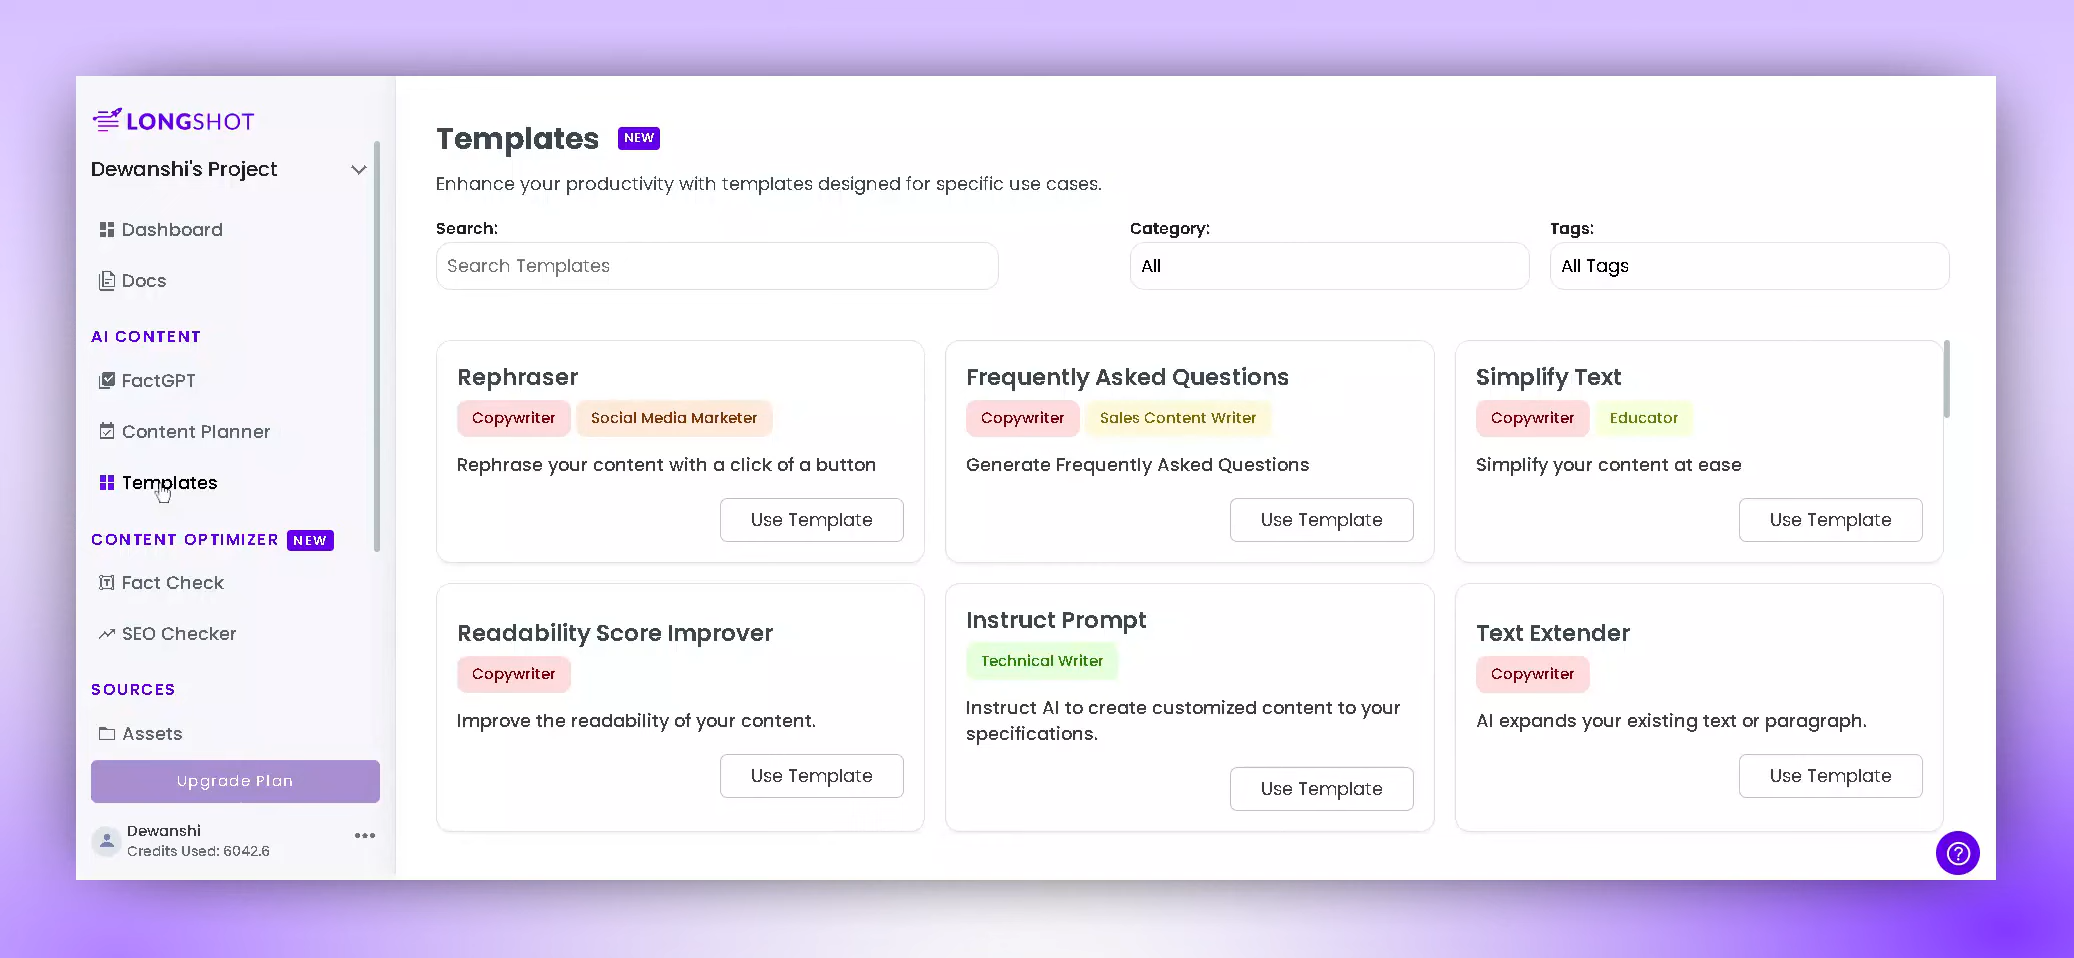 LONGSHOT
Dewanshi's Project
Dashboard
Docs
AI CONTENT
FactGPT
Content Planner
Templates
CONTENT OPTIMIZER NEW
Fact Check
SEO Checker
SOURCES
Assets
Upgrade Plan
Dewanshi
Credits Used: 6042.6
Templates NEW
Enhance your productivity with templates designed for specific use cases.
Search:
Search Templates
Category:
All
Tags:
All Tags
Rephraser
Copywriter Social Media Marketer
Rephrase your content with a click of a button
Use Template
Frequently Asked Questions
Copywriter Sales Content Writer
Generate Frequently Asked Questions
Use Template
Simplify Text
Copywriter Educator
Simplify your content at ease
Use Template
Readability Score Improver
Copywriter
Improve the readability of your content.
Use Template
Instruct Prompt
Technical Writer
Instruct AI to create customized content to your
specifications.
Use Template
Text Extender
Copywriter
AI expands your existing text or paragraph.
Use Template